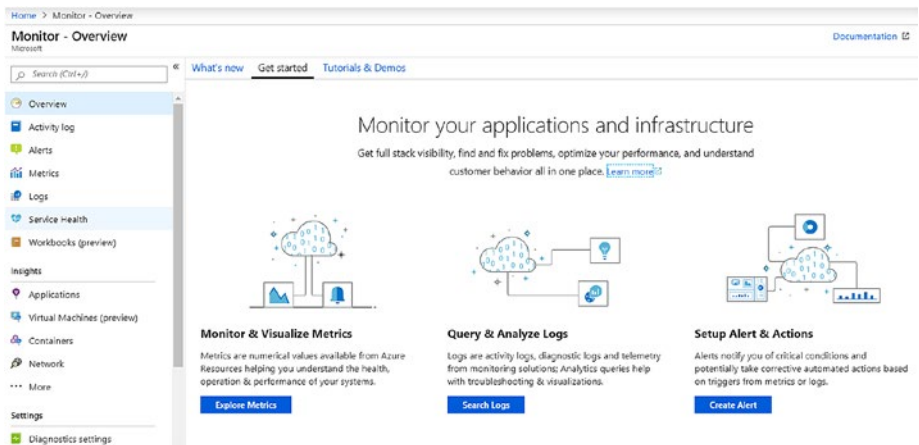 Home > Monitor - Overview
Monitor - Overview
Microsoft
Documentation
Search (Ctrl+/)
«
What's new Get started Tutorials & Demos
Overview
Activity log
Alerts
Metrics
Logs
Service Health
Workbooks (preview)
Insights
Applications
Virtual Machines (preview)
Containers
Network
••• More
Settings
Diagnostics settings
Monitor your applications and infrastructure
Get full stack visibility, find and fix problems, optimize your performance, and understand
customer behavior all in one place. Learn more
Monitor & Visualize Metrics
Metrics are numerical values available from Azure
Resources helping you understand the health,
operation & performance of your systems.
Explore Metrics
Query & Analyze Logs
Logs are activity logs, diagnostic logs and telemetry
from monitoring solutions; Analytics queries help
with troubleshooting & visualizations.
Search Logs
Setup Alert & Actions
Alerts notify you of critical conditions and
potentially take corrective automated actions based
on triggers from metrics or logs.
Create Alert